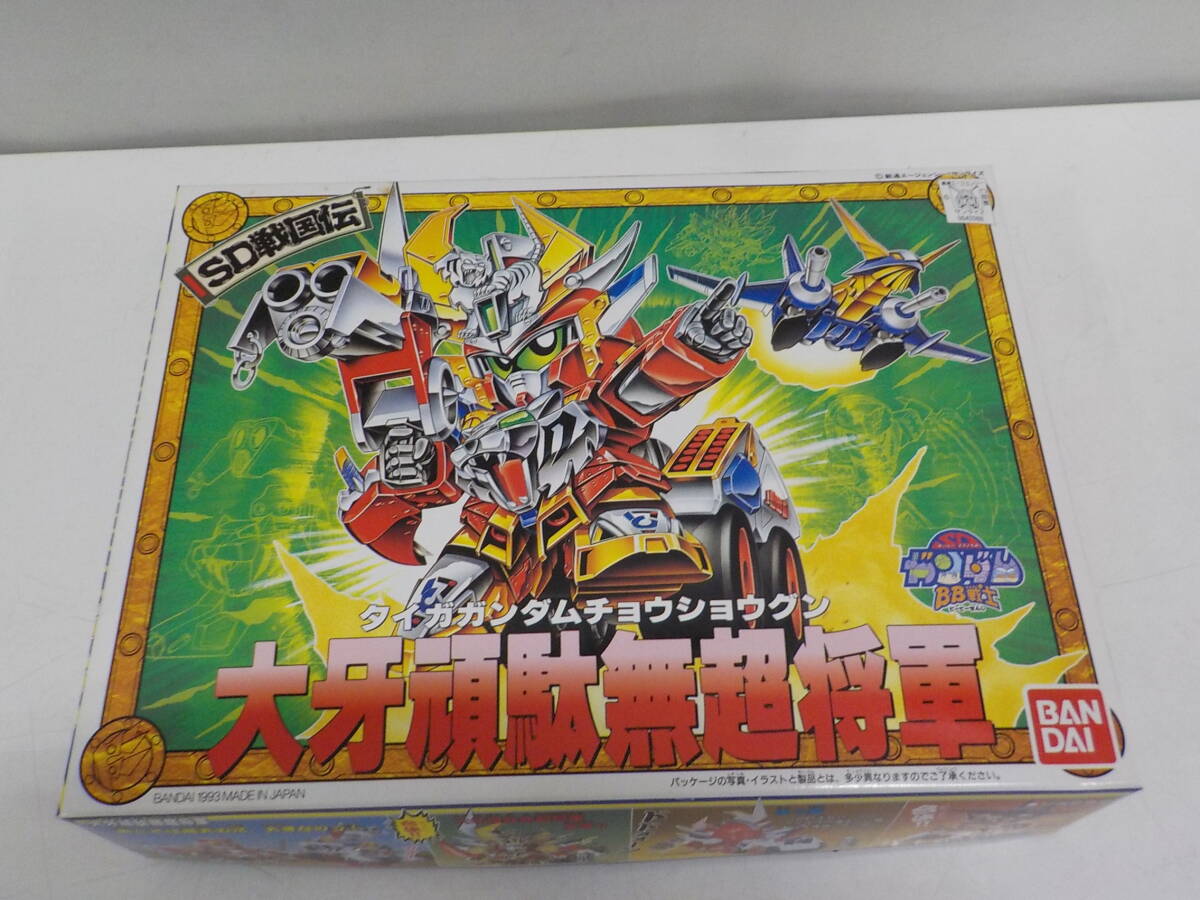 SD戦国伝
タイガガンダムチョウショウグン
大牙頑駄無超将軍
ガンダム
BB戦士
BAN
DAI
パッケージの写真・イラストと製品とは、多少異なりますのでご了承ください。
BANDAI 1993 MADE IN JAPAN